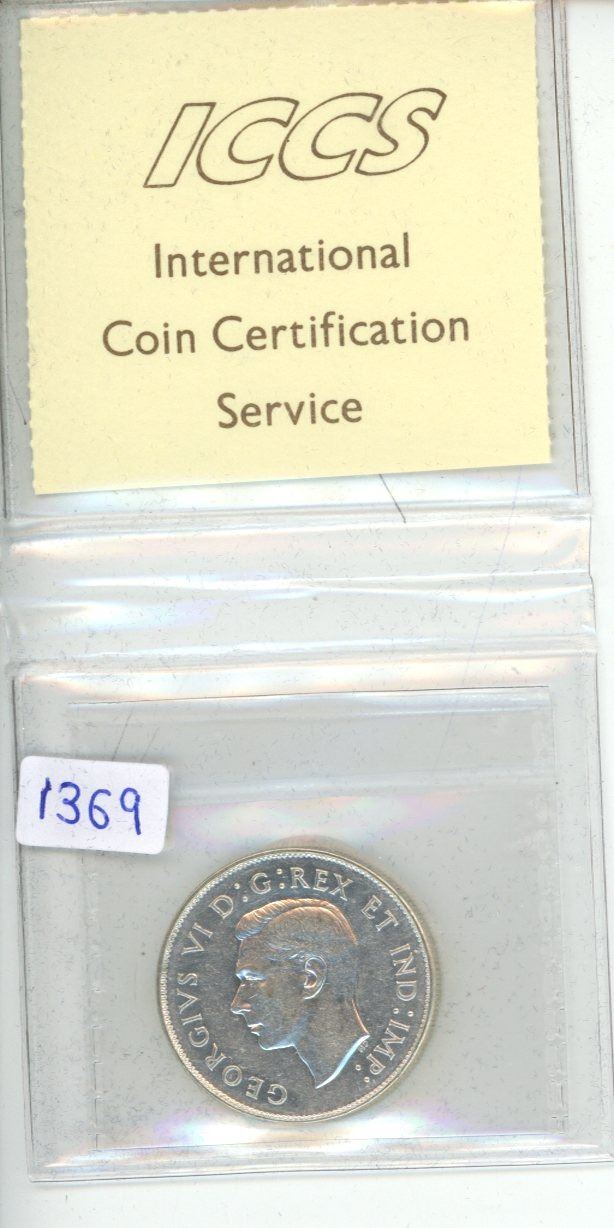 ICCS
International
Coin Certification
Service
1369
GEORGIVS VI D:G:REX ET IND:IMP: